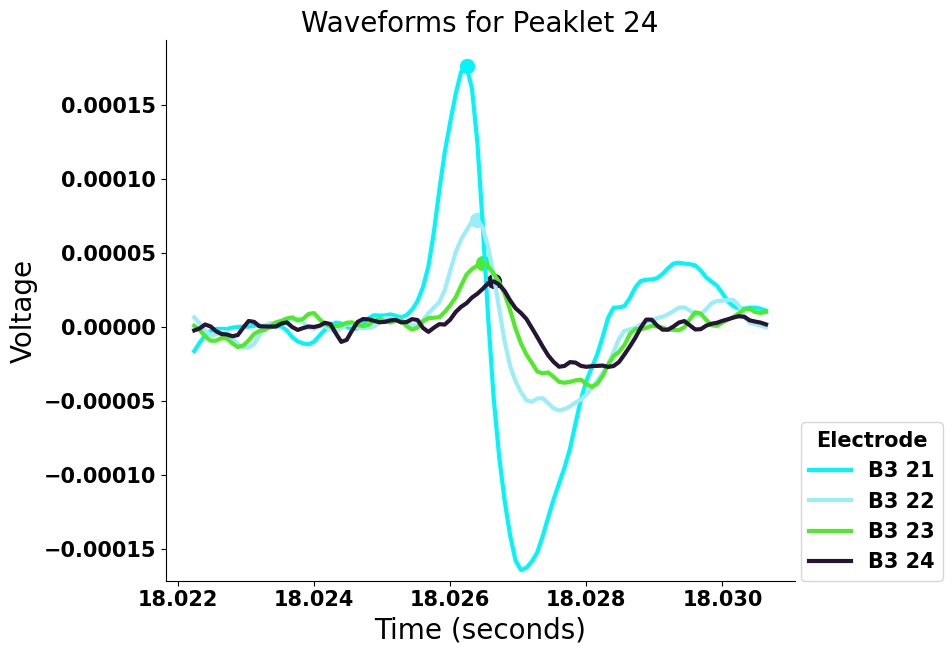 Waveforms for Peaklet 24
Voltage
0.00015
0.00010
0.00005
0.00000
−0.00005
−0.00010
−0.00015
18.022 18.024 18.026 18.028 18.030
Time (seconds)
Electrode
B3 21
B3 22
B3 23
B3 24